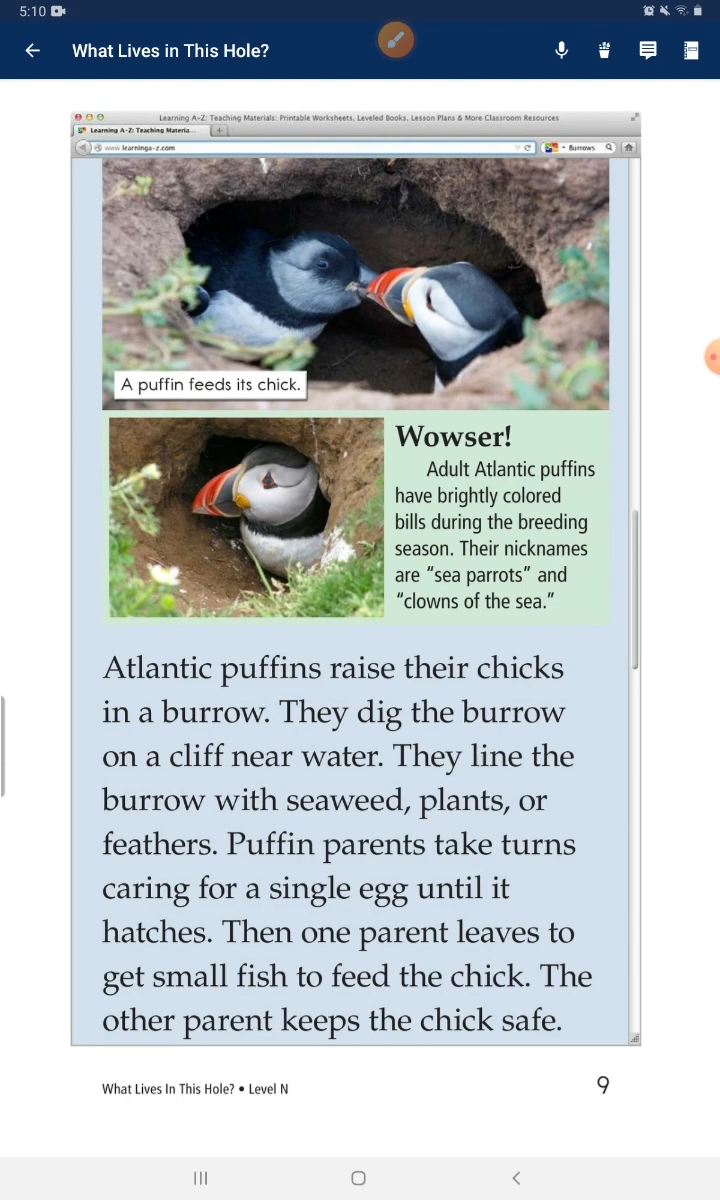 5:10
What Lives in This Hole?
Learning A-Z: Teaching Materials: Printable Worksheets, Leveled Books, Lesson Plans & More Classroom Resources
Learning A-Z: Teaching Materia...
www.learninga-z.com
Burrows
A puffin feeds its chick.
Wowser!
Adult Atlantic puffins
have brightly colored
bills during the breeding
season. Their nicknames
are “sea parrots” and
“clowns of the sea.”
Atlantic puffins raise their chicks
in a burrow. They dig the burrow
on a cliff near water. They line the
burrow with seaweed, plants, or
feathers. Puffin parents take turns
caring for a single egg until it
hatches. Then one parent leaves to
get small fish to feed the chick. The
other parent keeps the chick safe.
What Lives In This Hole? • Level N
9